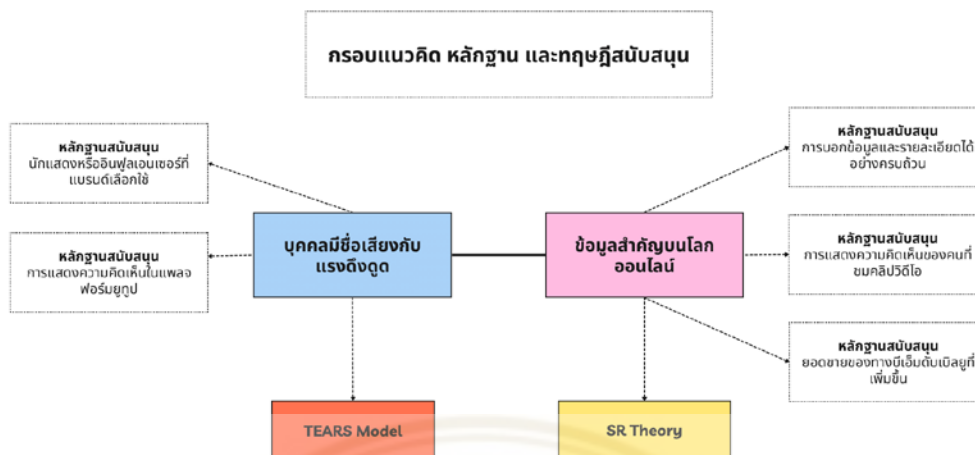 กรอบแนวคิด หลักฐาน และทฤษฎีสนับสนุน
หลักฐานสนับสนุน
นักแสดงหรืออินฟูลเอนเซอร์ที่
แบรนด์เลือกใช้
หลักฐานสนับสนุน
การแสดงความคิดเห็นในแพลจ
ฟอร์มยูทูป
บุคคลมีชื่อเสียงกับ
แรงดึงดูด
ข้อมูลสำคัญบนโลก
ออนไลน์
หลักฐานสนับสนุน
การบอกข้อมูลและรายละเอียดได้
อย่างครบถ้วน
หลักฐานสนับสนุน
การแสดงความคิดเห็นของคนที่
ชมคลิปวิดีโอ
หลักฐานสนับสนุน
ยอดขายของทางบีเอ็มดับเบิลยูที่
เพิ่มขึ้น
TEARS Model
SR Theory